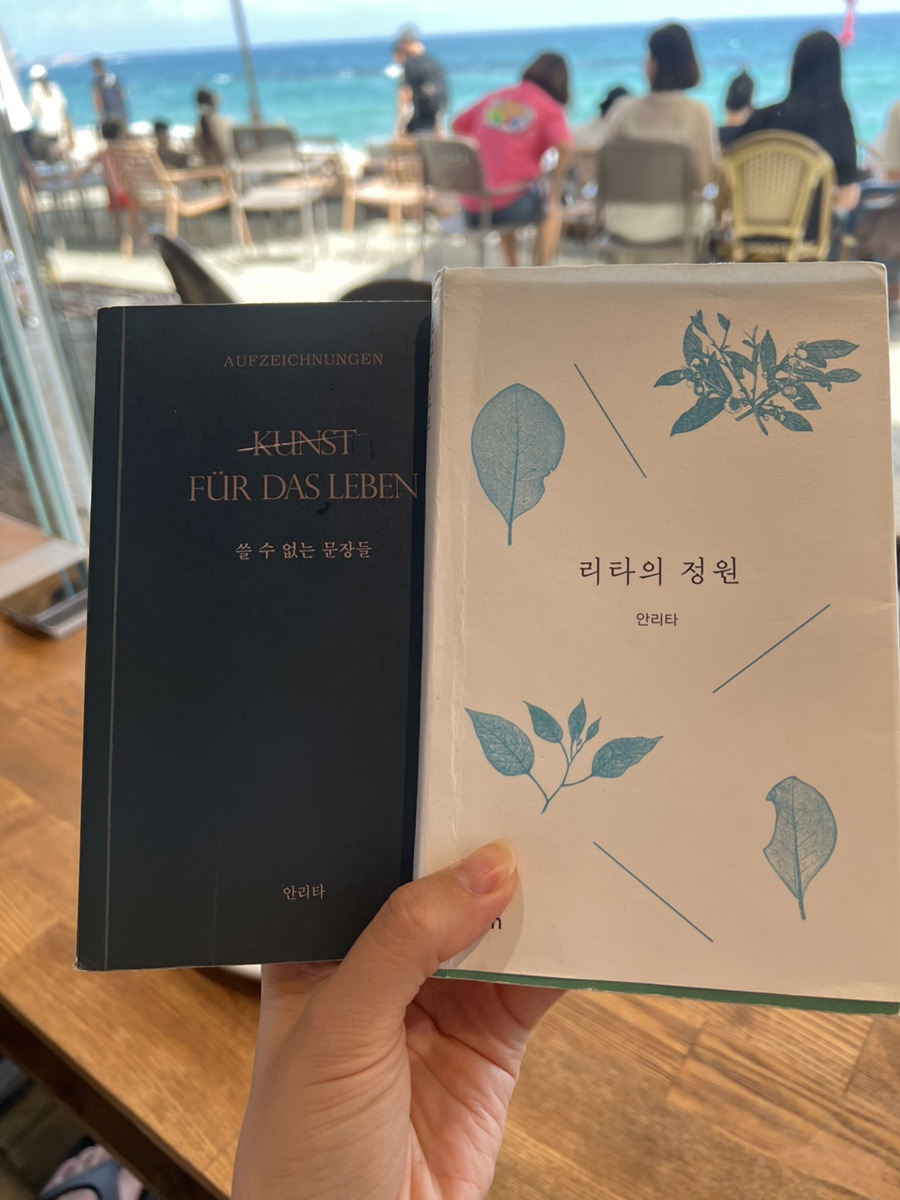 AUFZEICHNUNGEN
KUNST
FÜR DAS LEBEN
쓸 수 없는 문장들
안리타
리타의 정원
안리타